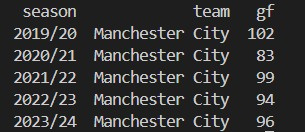 season team gf
2019/20 Manchester City 102
2020/21 Manchester City 83
2021/22 Manchester City 99
2022/23 Manchester City 94
2023/24 Manchester City 96